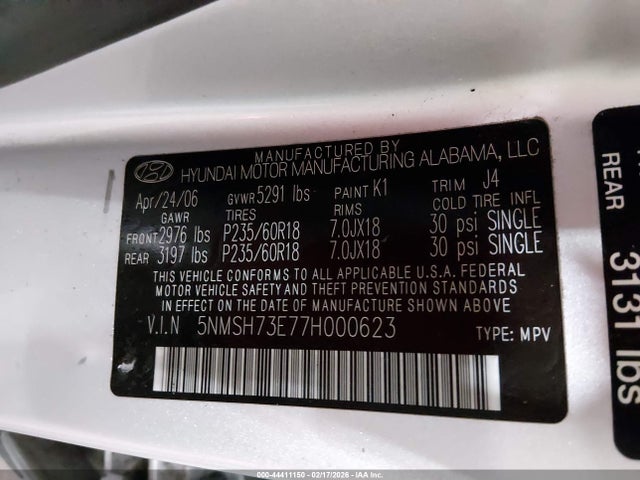 MANUFACTURED BY
HYUNDAI MOTOR MANUFACTURING ALABAMA, LLC
Apr/24/06 GVWR 5291 lbs PAINT K1 TRIM J4
GAWR TIRES RIMS COLD TIRE INFL
FRONT 2976 lbs P235/60R18 7.0JX18 30 psi SINGLE
REAR 3197 lbs P235/60R18 7.0JX18 30 psi SINGLE
THIS VEHICLE CONFORMS TO ALL APPLICABLE U.S.A. FEDERAL
MOTOR VEHICLE SAFETY AND THEFT PREVENTION STANDARDS
IN EFFECT ON THE DATE OF MANUFACTURE SHOWN ABOVE.
V.I.N 5NMSH73E77H000623 TYPE: MPV
REAR
3131 lbs
000-44411150 - 02/17/2026 - IAAI CORP